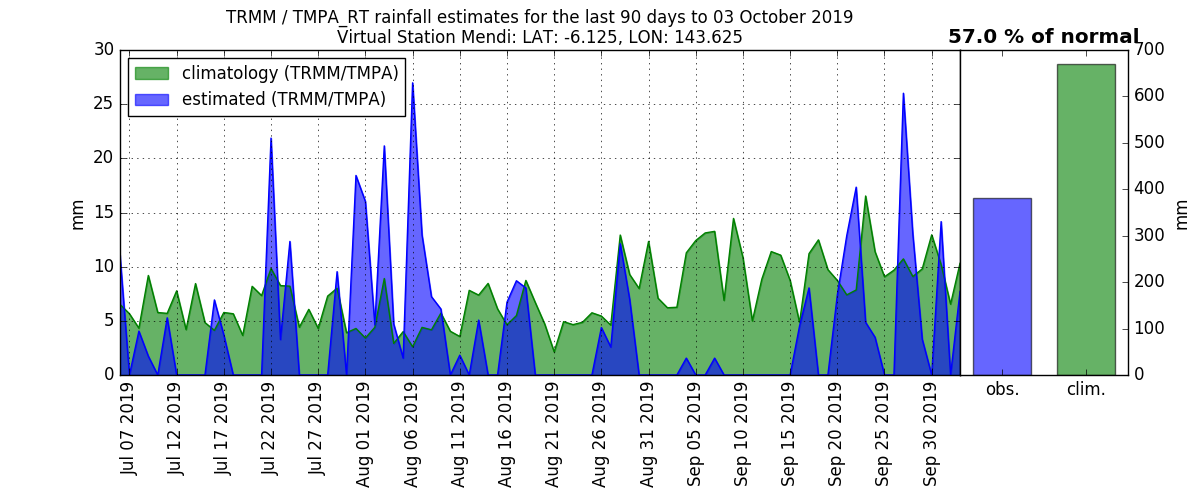 TRMM / TMPA_RT rainfall estimates for the last 90 days to 03 October 2019
Virtual Station Mendi: LAT: -6.125, LON: 143.625
57.0 % of normal
climatology (TRMM/TMPA)
estimated (TRMM/TMPA)
30
25
20
15
10
5
0
mm
700
600
500
400
300
200
100
0
mm
Jul 07 2019
Jul 12 2019
Jul 17 2019
Jul 22 2019
Jul 27 2019
Aug 01 2019
Aug 06 2019
Aug 11 2019
Aug 16 2019
Aug 21 2019
Aug 26 2019
Aug 31 2019
Sep 05 2019
Sep 10 2019
Sep 15 2019
Sep 20 2019
Sep 25 2019
Sep 30 2019
obs.
clim.